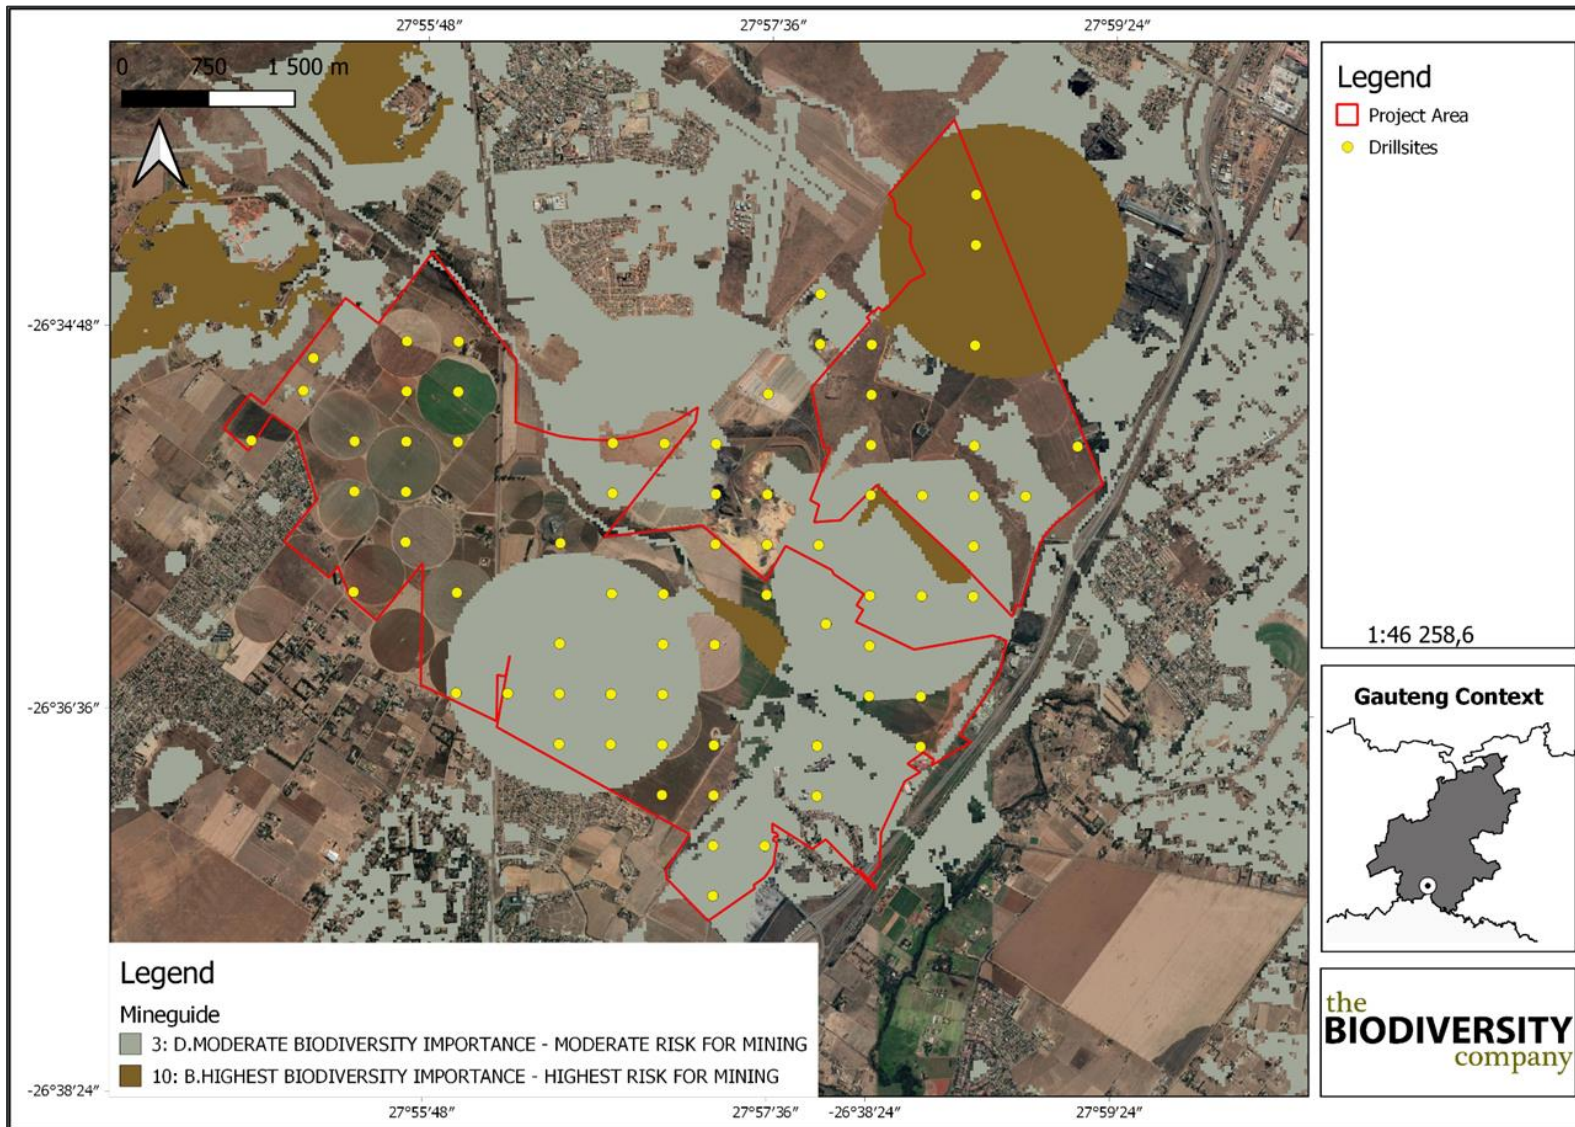 27°55′48″ 27°57′36″ 27°59′24″
0 750 1 500 m
-26°34′48″
-26°36′36″
-26°38′24″
Legend
Mineguide
3: D.MODERATE BIODIVERSITY IMPORTANCE - MODERATE RISK FOR MINING
10: B.HIGHEST BIODIVERSITY IMPORTANCE - HIGHEST RISK FOR MINING
27°55′48″ 27°57′36″ -26°38′24″ 27°59′24″
Legend
Project Area
Drillsites
1:46 258,6
Gauteng Context
the
BIODIVERSITY
company